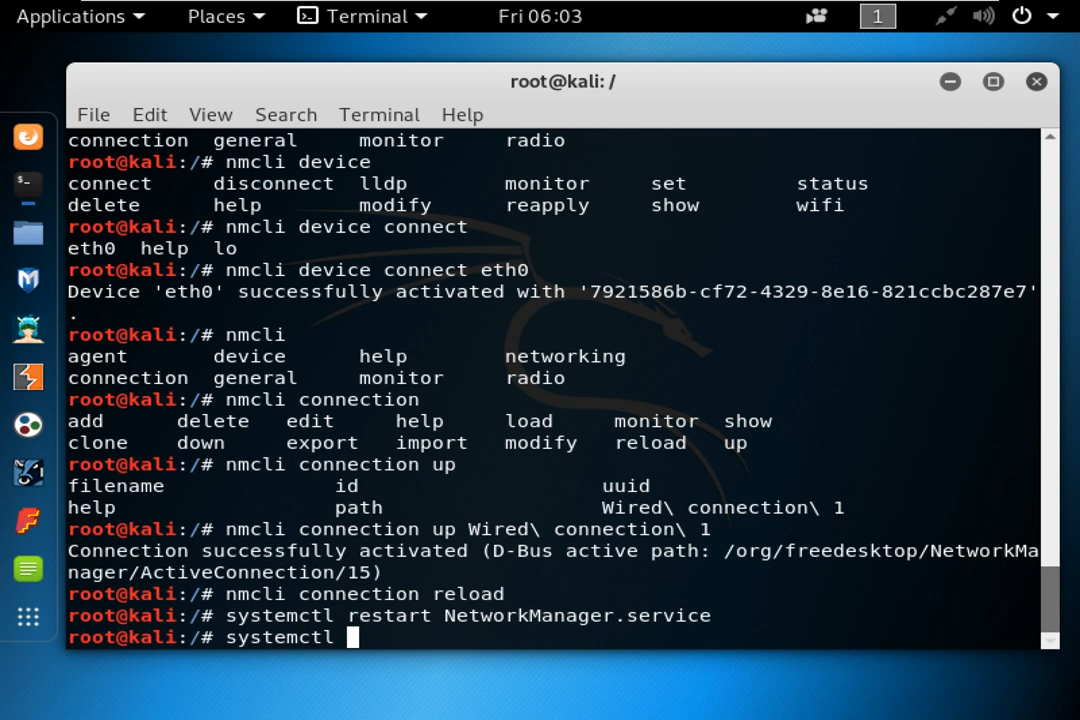 Applications Places Terminal Fri 06:03 1
root@kali: /
File Edit View Search Terminal Help
connection general monitor radio
root@kali:/# nmcli device
connect disconnect lldp monitor set status
delete help modify reapply show wifi
root@kali:/# nmcli device connect
eth0 help lo
root@kali:/# nmcli device connect eth0
Device 'eth0' successfully activated with '7921586b-cf72-4329-8e16-821ccbc287e7'
.
root@kali:/# nmcli
agent device help networking
connection general monitor radio
root@kali:/# nmcli connection
add delete edit help load monitor show
clone down export import modify reload up
root@kali:/# nmcli connection up
filename id uuid
help path Wired\ connection\ 1
root@kali:/# nmcli connection up Wired\ connection\ 1
Connection successfully activated (D-Bus active path: /org/freedesktop/NetworkMa
nager/ActiveConnection/15)
root@kali:/# nmcli connection reload
root@kali:/# systemctl restart NetworkManager.service
root@kali:/# systemctl